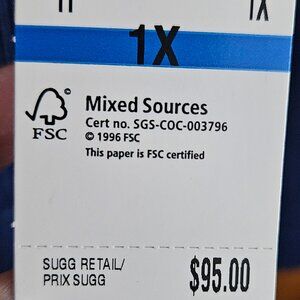 1X
1X
©
FSC
Mixed Sources
Cert no. SGS-COC-003796
© 1996 FSC
This paper is FSC certified
SUGG RETAIL/
PRIX SUGG
$95.00